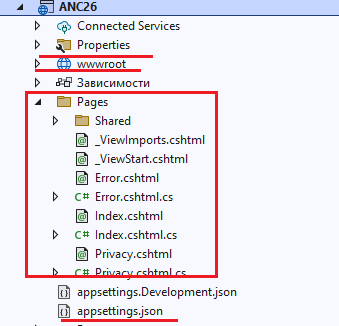 ANC26
Connected Services
Properties
wwwroot
Зависимости
Pages
Shared
_ViewImports.cshtml
_ViewStart.cshtml
Error.cshtml
C# Error.cshtml.cs
Index.cshtml
C# Index.cshtml.cs
Privacy.cshtml
C# Privacy.cshtml.cs
appsettings.Development.json
appsettings.json